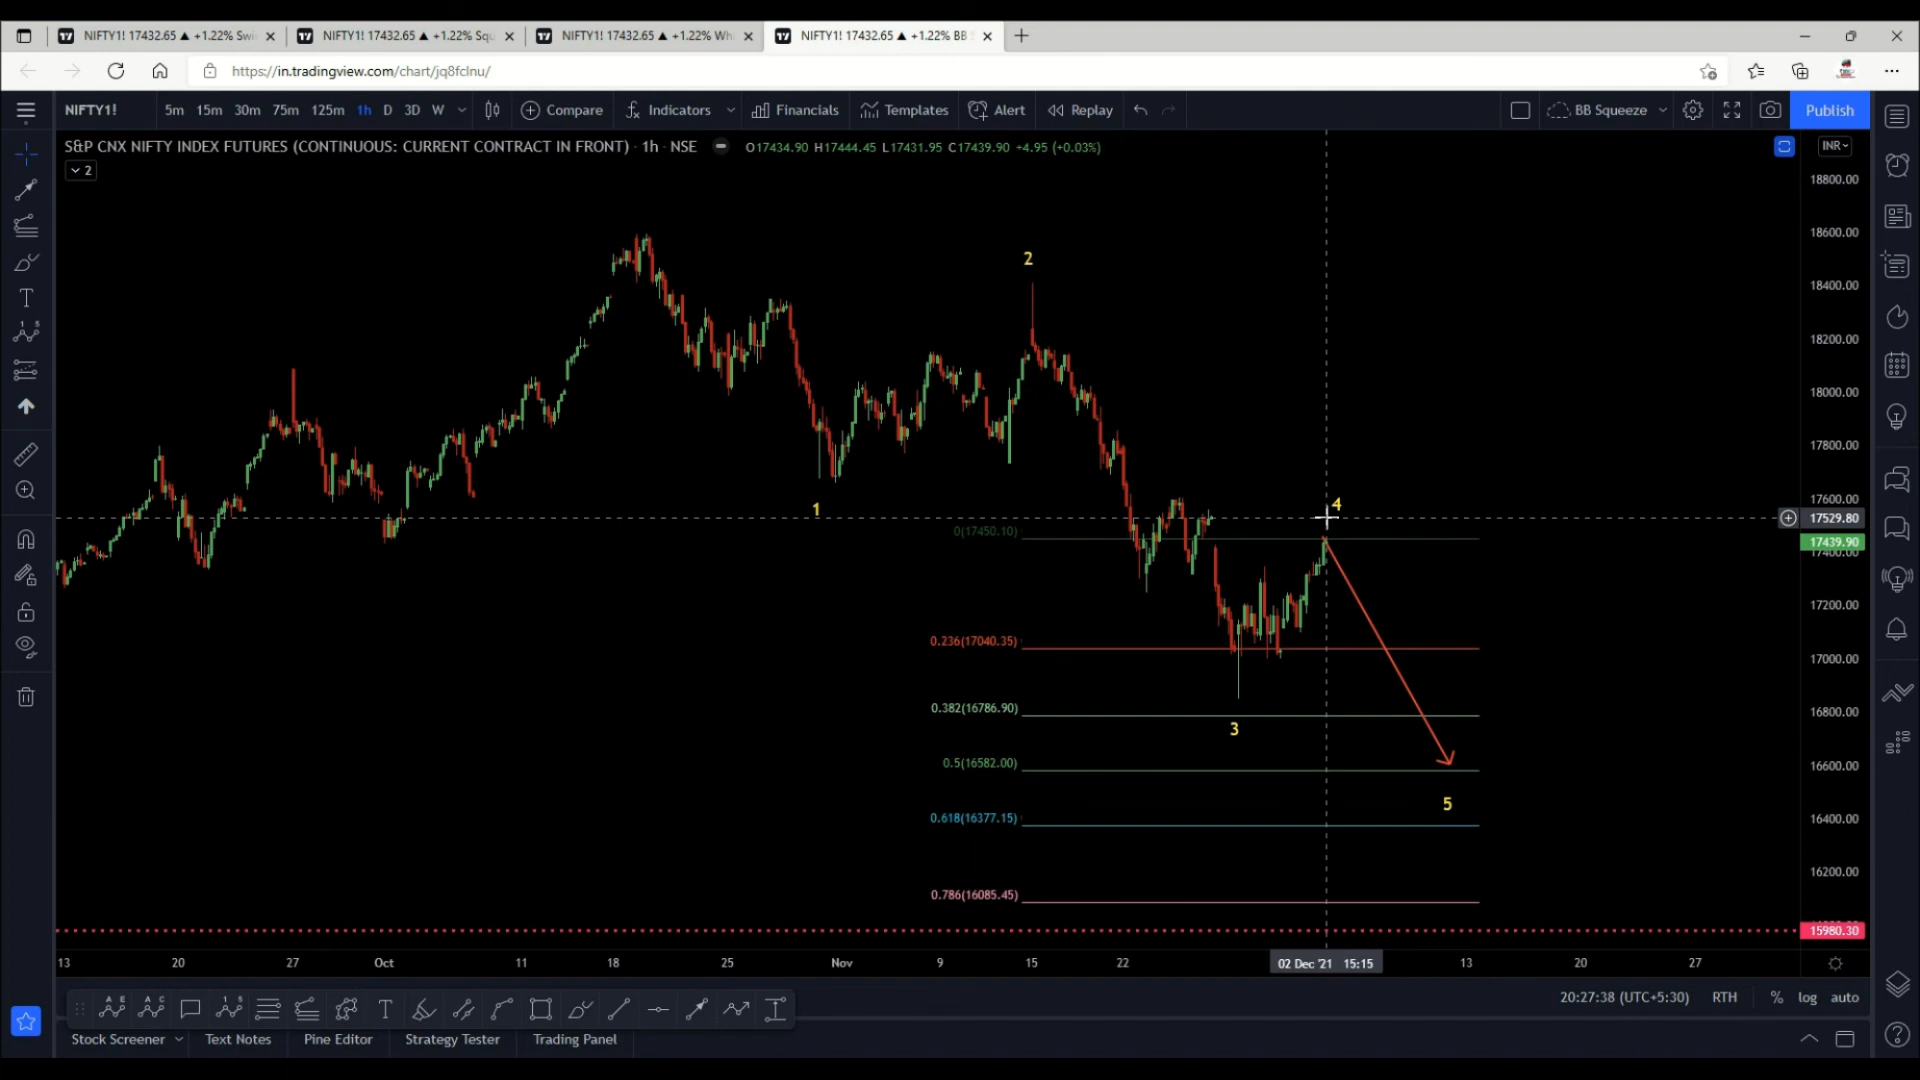 NIFTY1! 17432.65 ▲ +1.22% Swi
NIFTY1! 17432.65 ▲ +1.22% Squ
NIFTY1! 17432.65 ▲ +1.22% Wh
NIFTY1! 17432.65 ▲ +1.22% BB S
https://in.tradingview.com/chart/jq8fclnu/
NIFTY1! 5m 15m 30m 75m 125m 1h D 3D W Compare Indicators Financials Templates Alert Replay BB Squeeze Publish
S&P CNX NIFTY INDEX FUTURES (CONTINUOUS: CURRENT CONTRACT IN FRONT) · 1h · NSE O17434.90 H17444.45 L17431.95 C17439.90 +4.95 (+0.03%) INR
2
18800.00
18600.00
18400.00
18200.00
18000.00
17800.00
17600.00
17529.80
17439.90
17400.00
17200.00
17000.00
16800.00
16600.00
16400.00
16200.00
15980.30
2
1
4
0(17450.10)
0.236(17040.35)
0.382(16786.90)
3
0.5(16582.00)
5
0.618(16377.15)
0.786(16085.45)
13 20 27 Oct 11 18 25 Nov 9 15 22 02 Dec '21 15:15 13 20 27
20:27:38 (UTC+5:30) RTH % log auto
Stock Screener Text Notes Pine Editor Strategy Tester Trading Panel